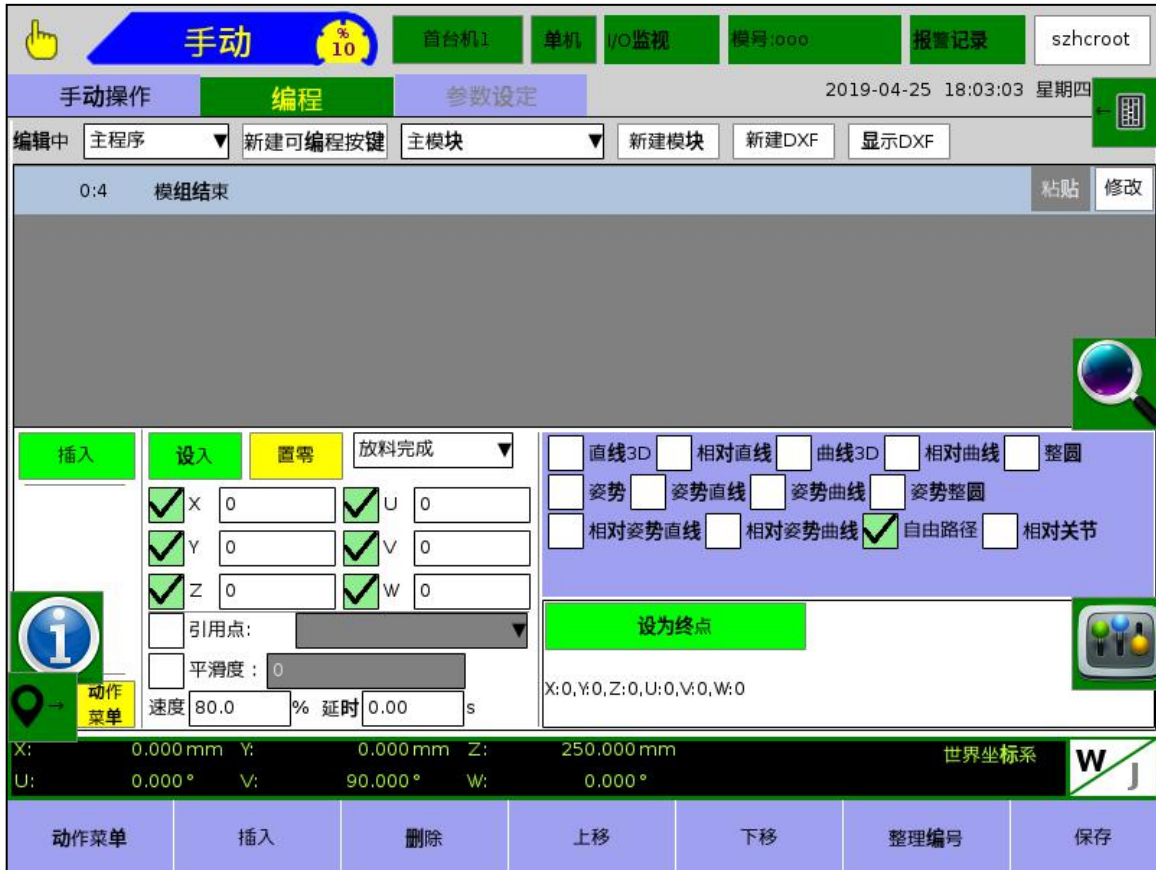 手动 % 10 首台机1 单机 I/O监视 模号:ooo 报警记录 szhcroot
手动操作 编程 参数设定 2019-04-25 18:03:03 星期四
编辑中 主程序 新建可编程按键 主模块 新建模块 新建DXF 显示DXF
0:4 模组结束 粘贴 修改
插入 设入 置零 放料完成 直线3D 相对直线 曲线3D 相对曲线 整圆
X 0 U 0 姿势 姿势直线 姿势曲线 姿势整圆
Y 0 V 0 相对姿势直线 相对姿势曲线 自由路径 相对关节
Z 0 W 0
引用点: 设为终点
平滑度: 0 X:0,Y:0,Z:0,U:0,V:0,W:0
动作菜单 速度 80.0 % 延时 0.00 s
X: 0.000mm Y: 0.000mm Z: 250.000mm 世界坐标系 W J
U: 0.000° V: 90.000° W: 0.000°
动作菜单 插入 删除 上移 下移 整理编号 保存